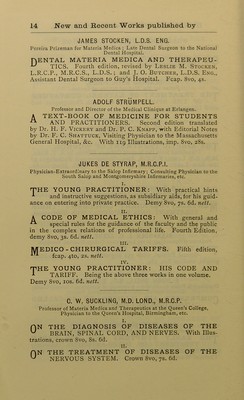 14 New and Recent Works published by
JAMES STOCKEN, L.D.S. ENG.
Pereira Prizeman for Materia Medica; Late Dental Surgeon to the National
Dental Hospital.
DENTAL MATERIA MEDICA AND THERAPEU-
TICS. Fourth edition, revised by LESLIE M. STOCKEN,
L.R.C.P., M.R.C.S., L.D.S.; and J. O. BUTCHER, L.D.S. ENG.,
Assistant Dental Surgeon to Guy's Hospital. Fcap. 8vo, 4s.
ADOLF STRÜMPELL.
Professor and Director of the Medical Clinique at Erlangen.
A TEXT-BOOK OF MEDICINE FOR STUDENTS
AND PRACTITIONERS. Second edition translated
by Dr. H. F. VICKERY and Dr. P. C. KNAPP, with Editorial Notes
by Dr. F. C. SHATTUCK, Visiting Physician to the Massachusetts
General Hospital, &c. With 119 Illustrations, imp. 8vo, 28s.
JUKES DE STYRAP, M.R.C.P.I.
Physician-Extraordinary to the Salop Infirmary; Consulting Physician to the
South Salop and Montgomeryshire Infirmaries, etc.
I.
THE YOUNG PRACTITIONER: With practical hints
and instructive suggestions, as subsidiary aids, for his guid-
ance on entering into private practice. Demy 8vo, 7s. 6d. nett.
II.
A CODE OF MEDICAL ETHICS: With general and
special rules for the guidance of the faculty and the public
in the complex relations of professional life. Fourth Edition,
demy 8vo, 3s. 6d. nett.
III.
MEDICO-CHIRURGICAL TARIFFS. Fifth edition,
fcap. 4to, 2s. nett.
IV.
THE YOUNG PRACTITIONER: HIS CODE AND
TARIFF. Being the above three works in one volume.
Demy 8vo, 10s. 6d. nett.
C. W. SUCKLING, M.D. LOND., M.R.C.P.
Professor of Materia Medica and Therapeutics at the Queen's College,
Physician to the Queen's Hospital, Birmingham, etc.
I.
ON THE DIAGNOSIS OF DISEASES OF THE
BRAIN, SPINAL CORD, AND NERVES. With Illus-
trations, crown 8vo, 8s. 6d.
II.
ON THE TREATMENT OF DISEASES OF THE
NERVOUS SYSTEM. Crown 8vo, 7s. 6d.